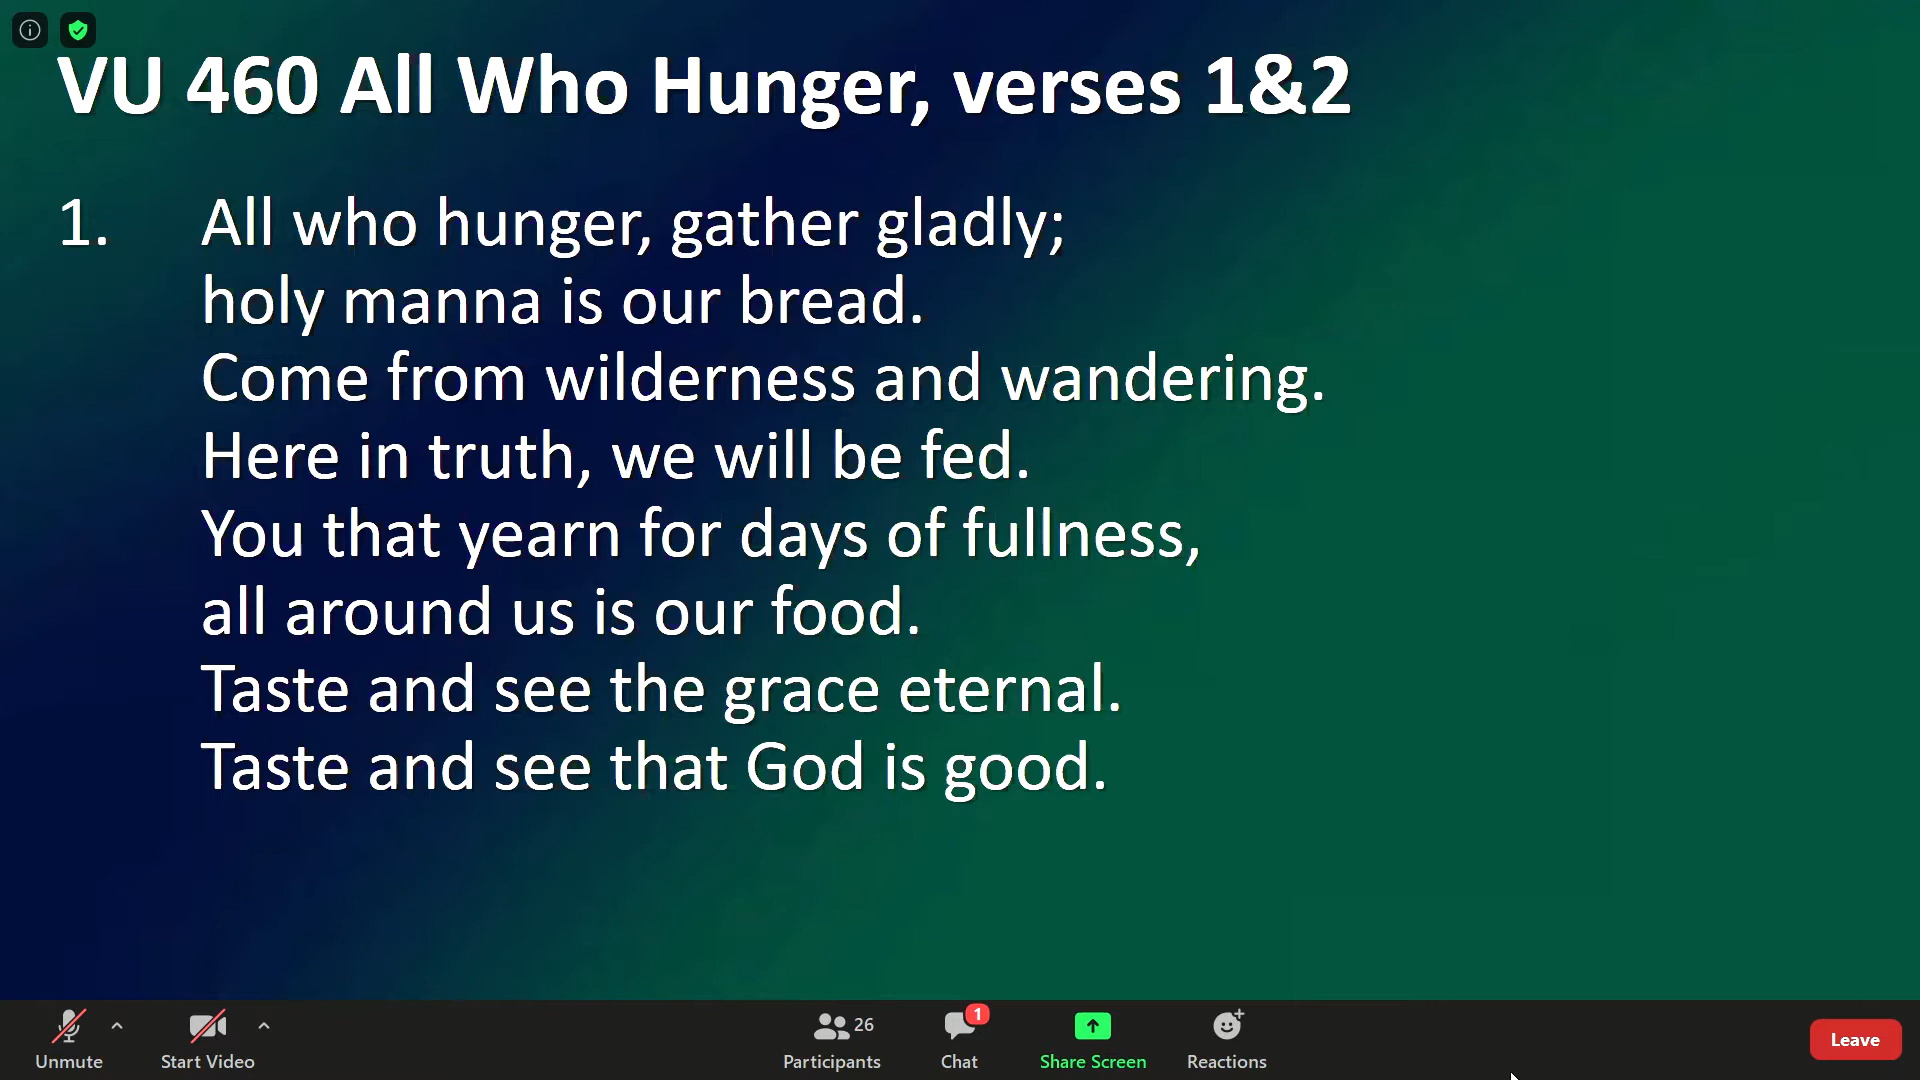 VU 460 All Who Hunger, verses 1&2
1. All who hunger, gather gladly;
holy manna is our bread.
Come from wilderness and wandering.
Here in truth, we will be fed.
You that yearn for days of fullness,
all around us is our food.
Taste and see the grace eternal.
Taste and see that God is good.
26
1
Unmute
Start Video
Participants
Chat
Share Screen
Reactions
Leave